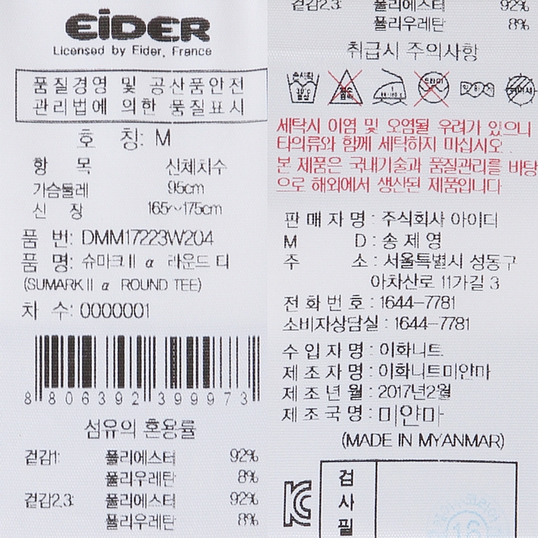 EiDER
Licensed by Eider, France
품질경영 및 공산품안전
관리법에 의한 품질표시
호 칭: M
항 목 신체치수
가슴둘레 95cm
신 장 165~175cm
품 번: DMM17223W204
품 명: 슈마크Ⅱ α 라운드 티
(SUMARKⅡ α ROUND TEE)
차 수: 0000001
8 806392 399973
섬유의 혼용률
겉감1: 폴리에스터 92%
폴리우레탄 8%
겉감2,3: 폴리에스터 92%
폴리우레탄 8%
겉감2,3: 폴리에스터 92%
폴리우레탄 8%
취급시 주의사항
세탁시 이염 및 오염될 우려가 있으니
타의류와 함께 세탁하지 마십시오.
본 제품은 국내기술과 품질관리를 바탕
으로 해외에서 생산된 제품입니다
판 매 자 명 : 주식회사 아이더
M D : 송 제 영
주 소 : 서울특별시 성동구
아차산로 11가길 3
전 화 번 호 : 1644-7781
소비자상담실 : 1644-7781
수 입 자 명 : 이화니트
제 조 자 명 : 이화니트미얀마
제 조 년 월 : 2017년2월
제 조 국 명 : 미얀마
(MADE IN MYANMAR)
검
사
필
16